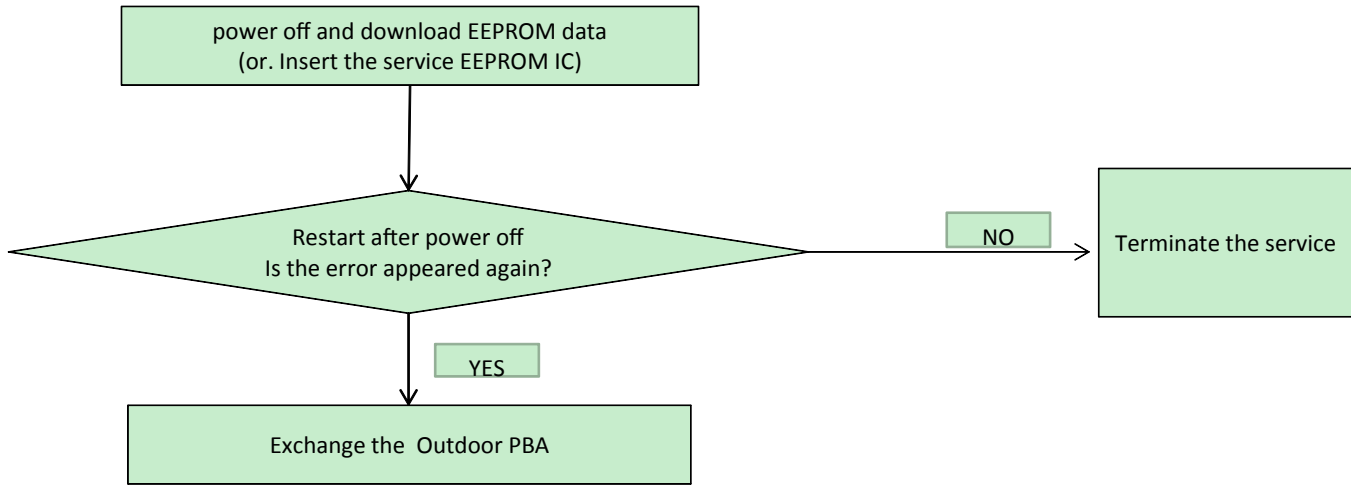 power off and download EEPROM data
(or. Insert the service EEPROM IC)
Restart after power off
Is the error appeared again?
NO
Terminate the service
YES
Exchange the Outdoor PBA